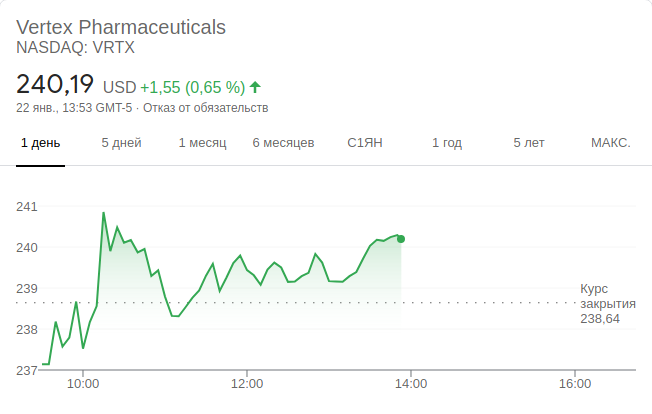 Vertex Pharmaceuticals
NASDAQ: VRTX
240,19 USD +1,55 (0,65 %)
22 янв., 13:53 GMT-5 · Отказ от обязательств
1 день 5 дней 1 месяц 6 месяцев С1ЯН 1 год 5 лет МАКС.
241
240
239
238
237
Курс
закрытия
238,64
10:00 12:00 14:00 16:00